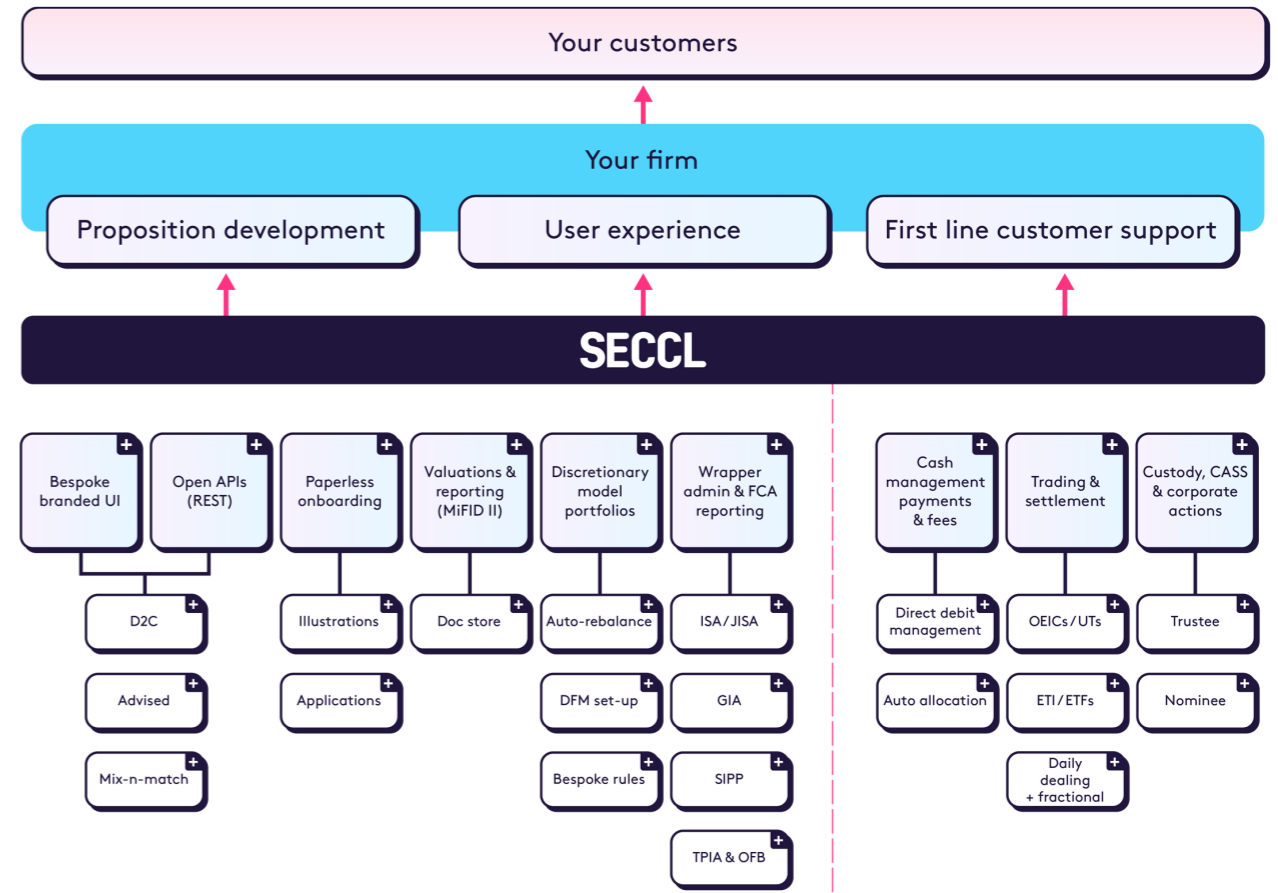 Your customers
Your firm
Proposition development
User experience
First line customer support
SECCL
+
Bespoke
branded UI
+
Open APIs
(REST)
+
Paperless
onboarding
+
Valuations &
reporting
(MiFID II)
+
Discretionary
model
portfolios
+
Wrapper
admin & FCA
reporting
+
Cash
management
payments
& fees
+
Trading &
settlement
+
Custody, CASS
& corporate
actions
+
D2C
+
Illustrations
+
Doc store
+
Auto-rebalance
+
ISA/JISA
+
Direct debit
management
+
OEICs/UTs
+
Trustee
+
Advised
+
Applications
+
DFM set-up
+
GIA
+
Auto allocation
+
ETI/ETFs
+
Nominee
+
Mix-n-match
+
Bespoke rules
+
SIPP
+
Daily
dealing
+ fractional
+
TPIA & OFB
+